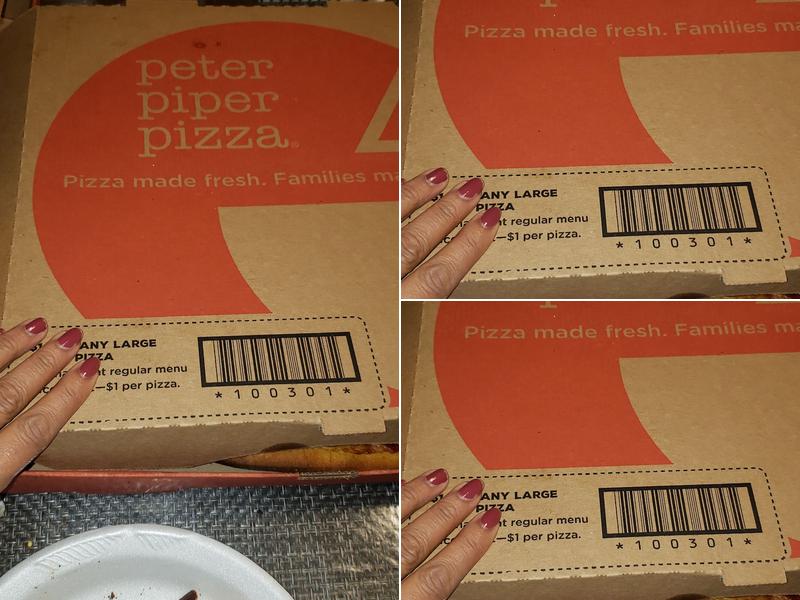 peter
piper
pizza®
Pizza made fresh. Families
ANY LARGE
PIZZA
regular menu
—$1 per pizza.
*100301*
Pizza made fresh. Families
ANY LARGE
PIZZA
regular menu
—$1 per pizza.
*100301*
Pizza made fresh. Families
ANY LARGE
PIZZA
regular menu
—$1 per pizza.
*100301*